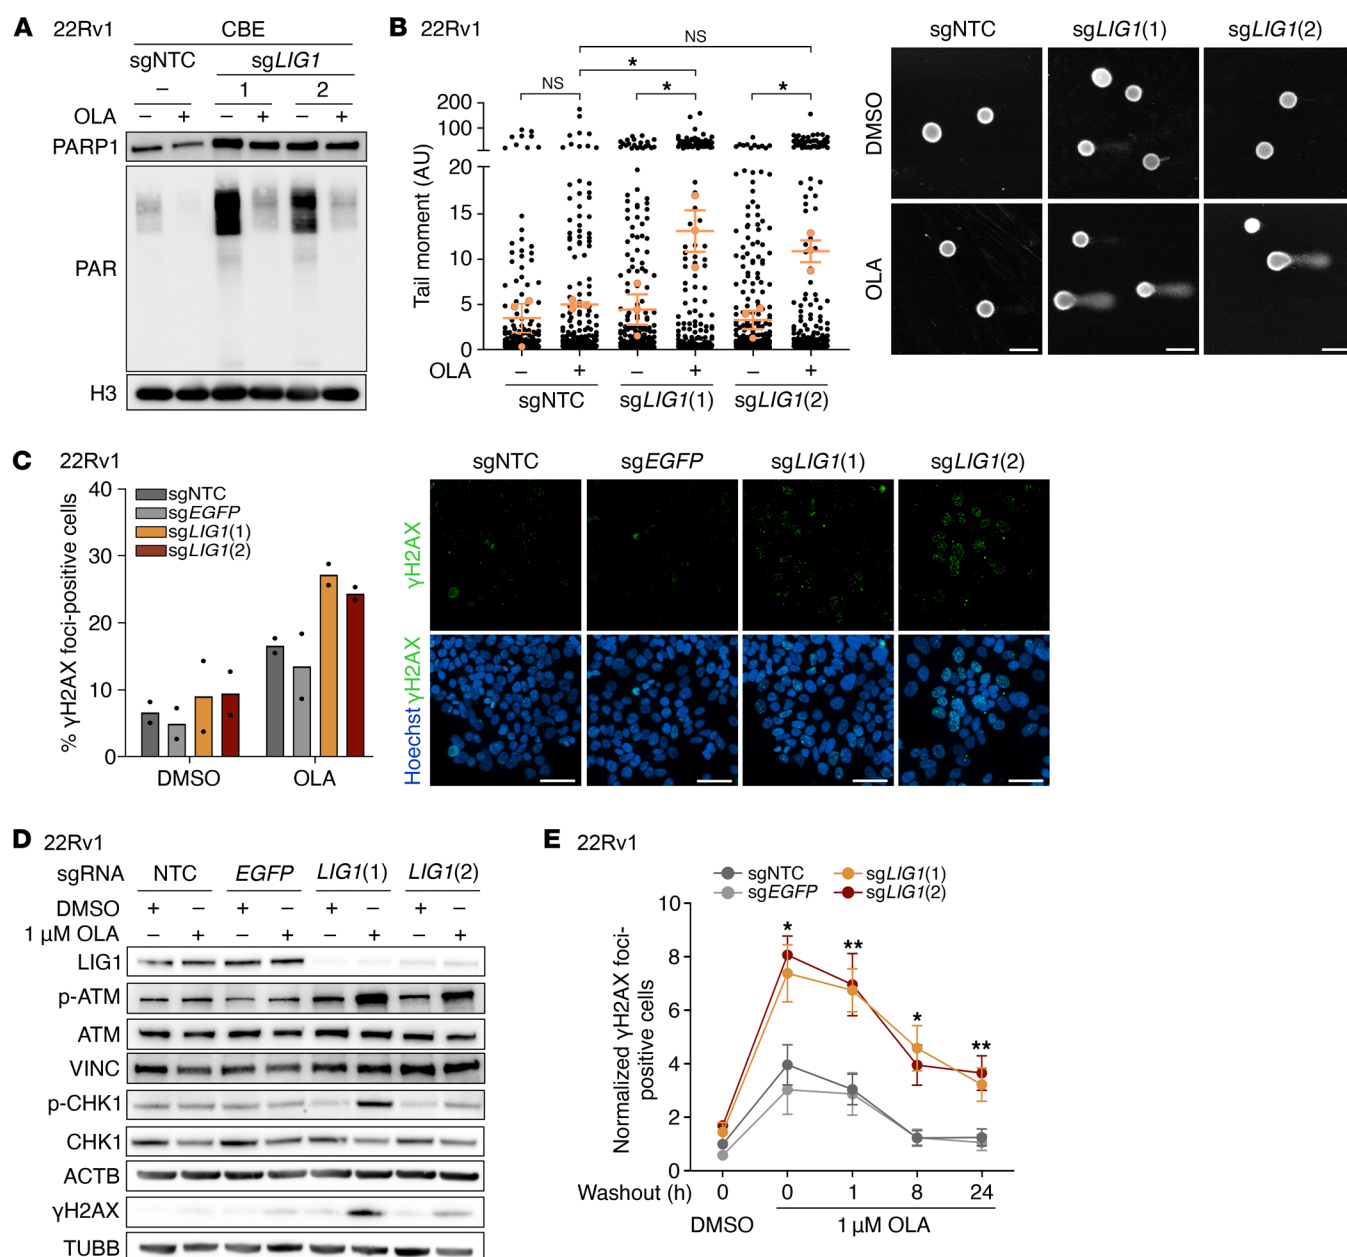 A 22Rv1
CBE
sgNTC sgLIG1
– 1 2
OLA – + – + – +
PARP1
PAR
H3
B 22Rv1
NS
*
NS * *
Tail moment (AU)
200
100
20
15
10
5
0
OLA – + – + – +
sgNTC sgLIG1(1) sgLIG1(2)
sgNTC sgLIG1(1) sgLIG1(2)
DMSO
OLA
C 22Rv1
% γH2AX foci-positive cells
40
30
20
10
0
sgNTC
sgEGFP
sgLIG1(1)
sgLIG1(2)
DMSO OLA
sgNTC sgEGFP sgLIG1(1) sgLIG1(2)
γH2AX
Hoechst γH2AX
D 22Rv1
sgRNA NTC EGFP LIG1(1) LIG1(2)
DMSO + – + – + – + –
1 μM OLA – + – + – + – +
LIG1
p-ATM
ATM
VINC
p-CHK1
CHK1
ACTB
γH2AX
TUBB
E 22Rv1
sgNTC sgLIG1(1)
sgEGFP sgLIG1(2)
Normalized γH2AX foci-
positive cells
10
8
6
4
2
0
* ** * **
Washout (h) 0 0 1 8 24
DMSO 1 μM OLA